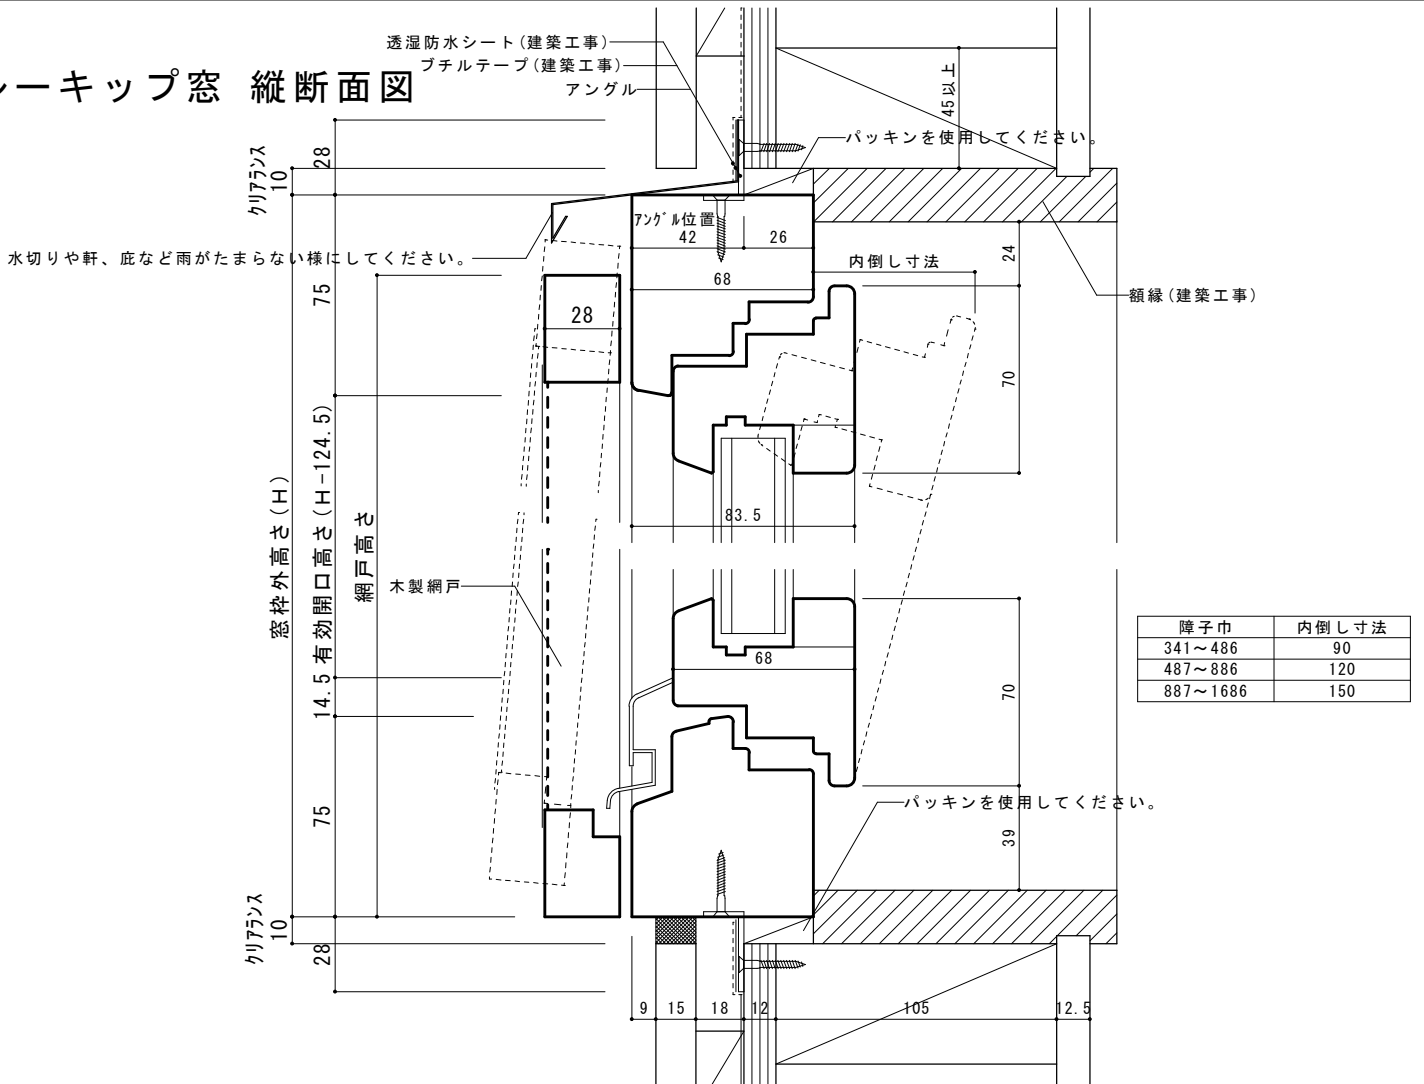 ーキップ窓 縦断面図
透湿防水シート(建築工事)
ブチルテープ(建築工事)
アングル
45以上
パッキンを使用してください。
クリアランス
10
28
アングル位置
42
26
68
水切りや軒、庇など雨がたまらない様にしてください。
内倒し寸法
24
額縁(建築工事)
75
28
70
窓枠外高さ(H)
有効開口高さ(H-124.5)
網戸高さ
83.5
木製網戸
68
障子巾 内倒し寸法
341～486 90
487～886 120
887～1686 150
14.5
70
75
パッキンを使用してください。
39
クリアランス
10
28
9 15 18 12 105 12.5